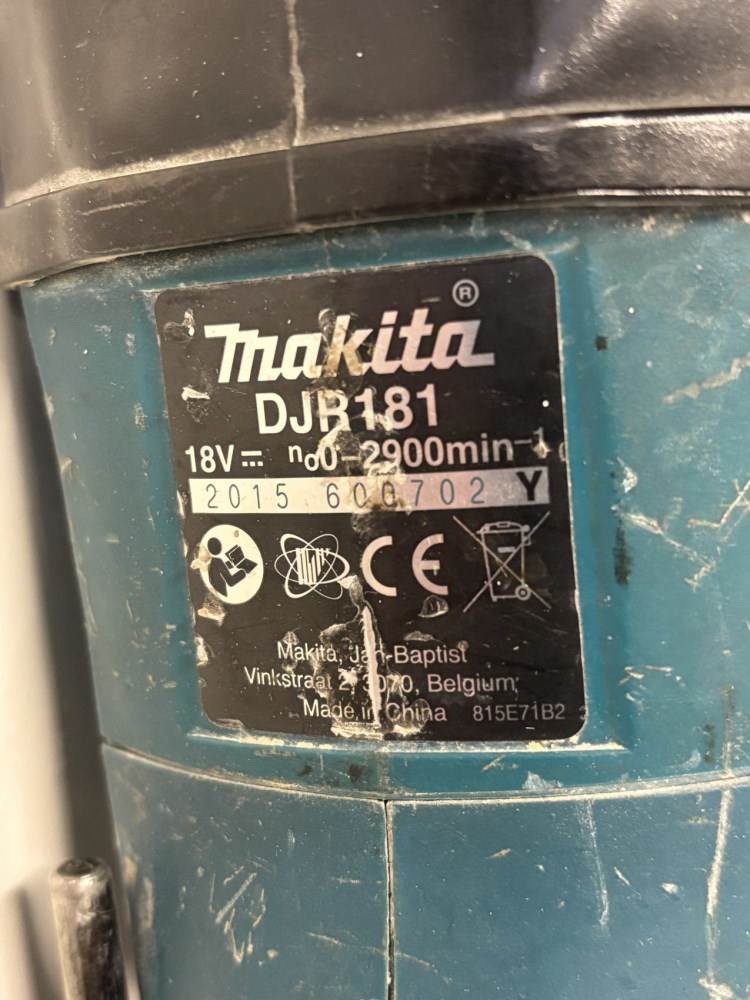 makita®
DJR181
18V⎓ n₀0-2900min⁻¹
2015 600702 Y
CE
Makita, Jan-Baptist
Vinkstraat 2, 3070, Belgium
Made in China 815E71B2